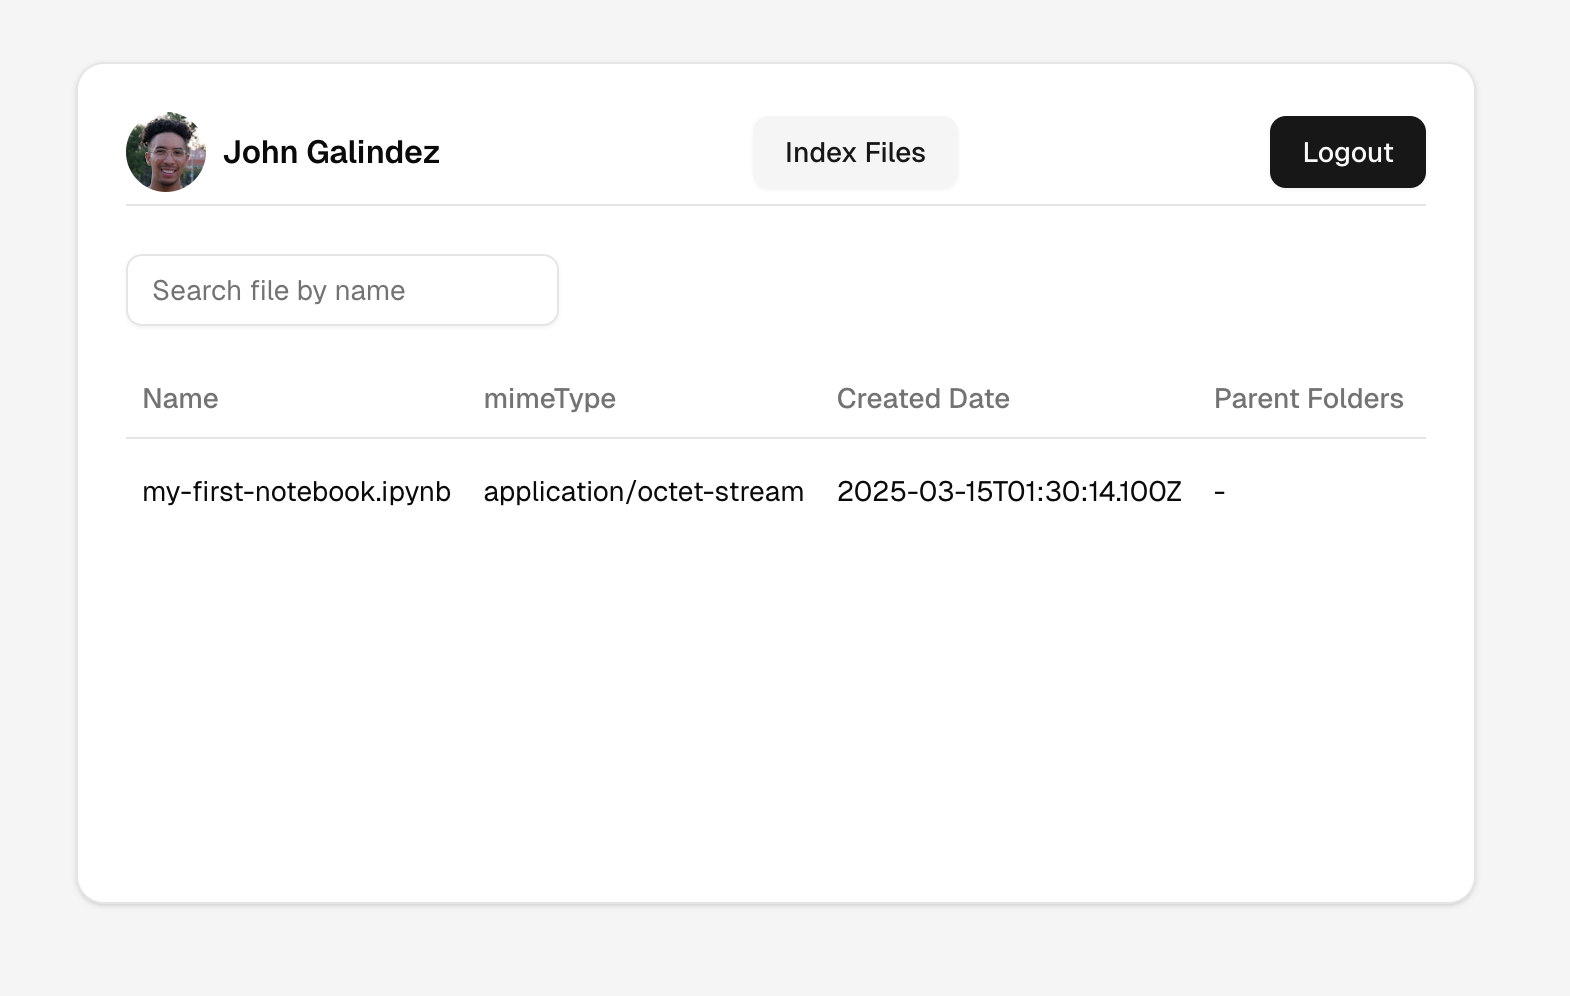 John Galindez
Index Files
Logout
Search file by name
Name mimeType Created Date Parent Folders
my-first-notebook.ipynb application/octet-stream 2025-03-15T01:30:14.100Z -